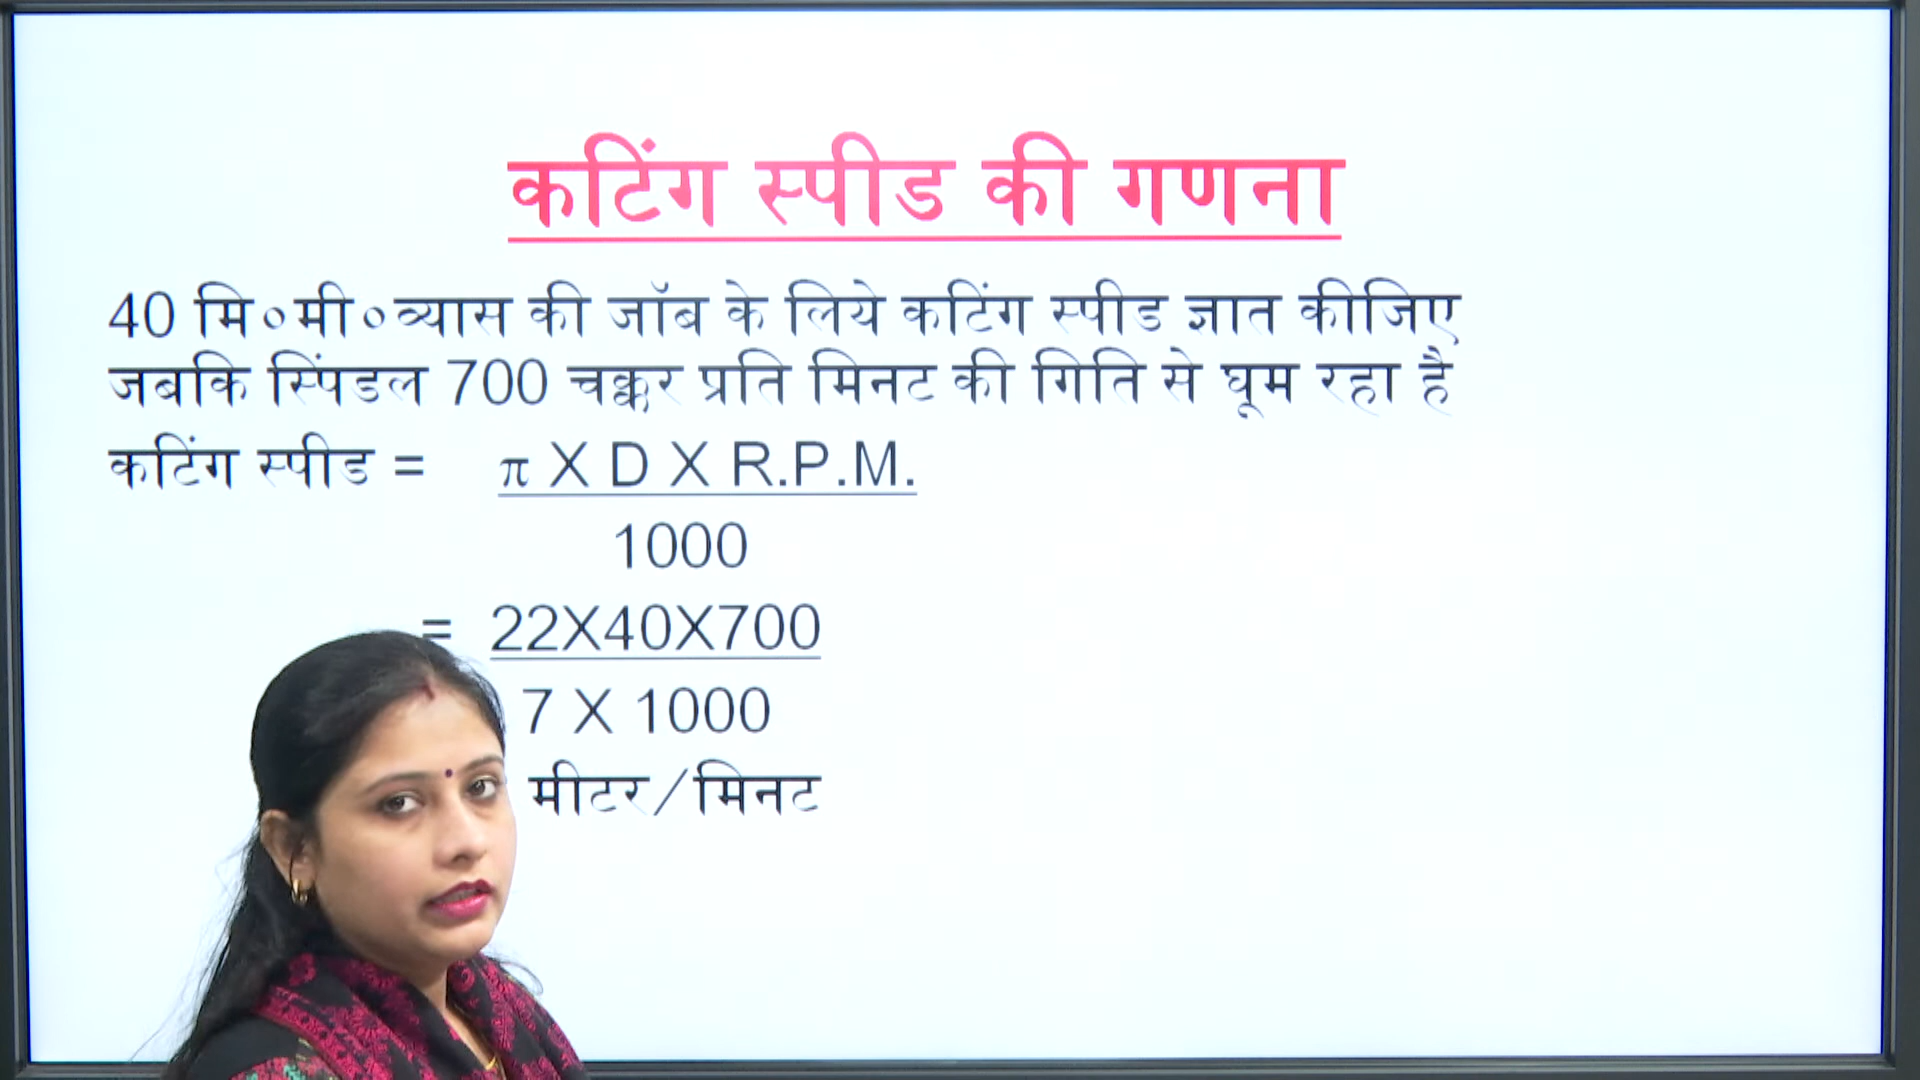 कटिंग स्पीड की गणना
40 मि०मी०व्यास की जॉब के लिये कटिंग स्पीड ज्ञात कीजिए
जबकि स्पिंडल 700 चक्कर प्रति मिनट की गिति से घूम रहा है
कटिंग स्पीड = π X D X R.P.M.
1000
= 22X40X700
7 X 1000
मीटर/मिनट